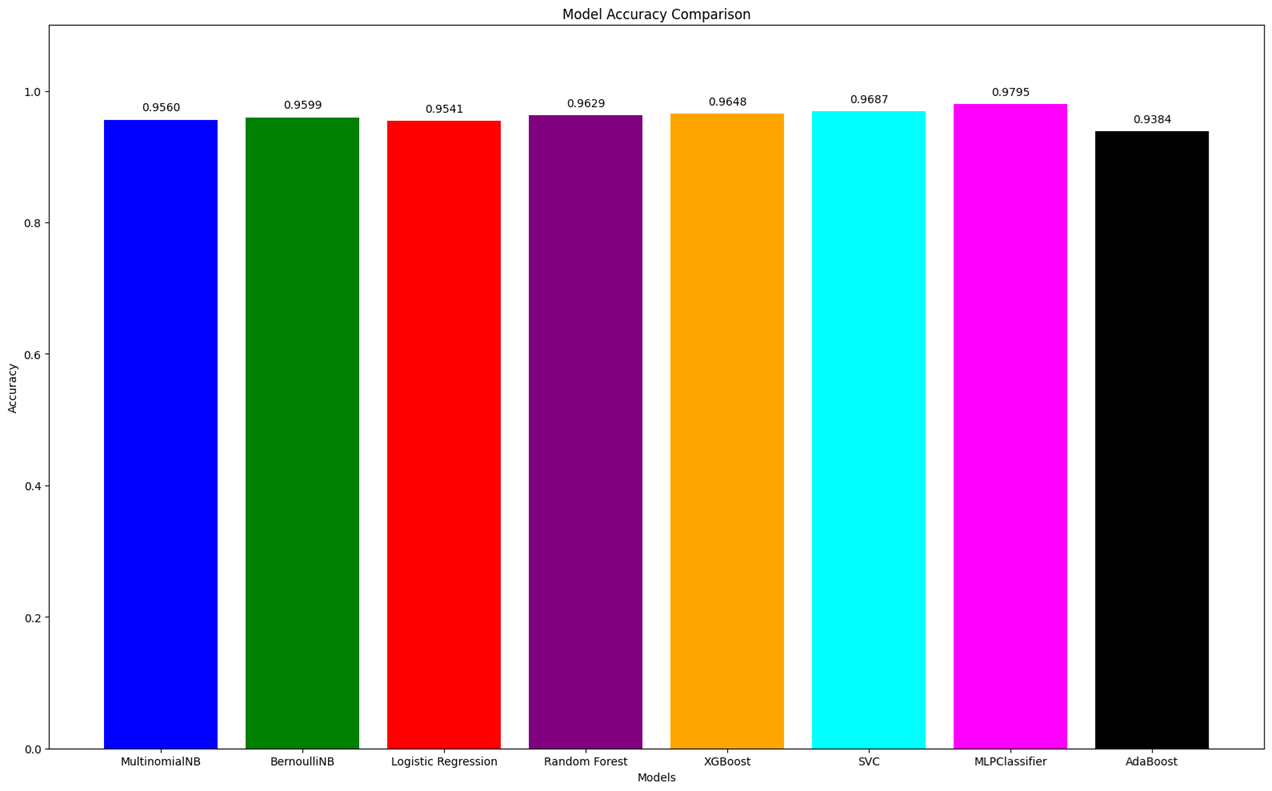 Model Accuracy Comparison
Accuracy
1.0
0.8
0.6
0.4
0.2
0.0
0.9560
0.9599
0.9541
0.9629
0.9648
0.9687
0.9795
0.9384
MultinomialNB
BernoulliNB
Logistic Regression
Random Forest
XGBoost
SVC
MLPClassifier
AdaBoost
Models